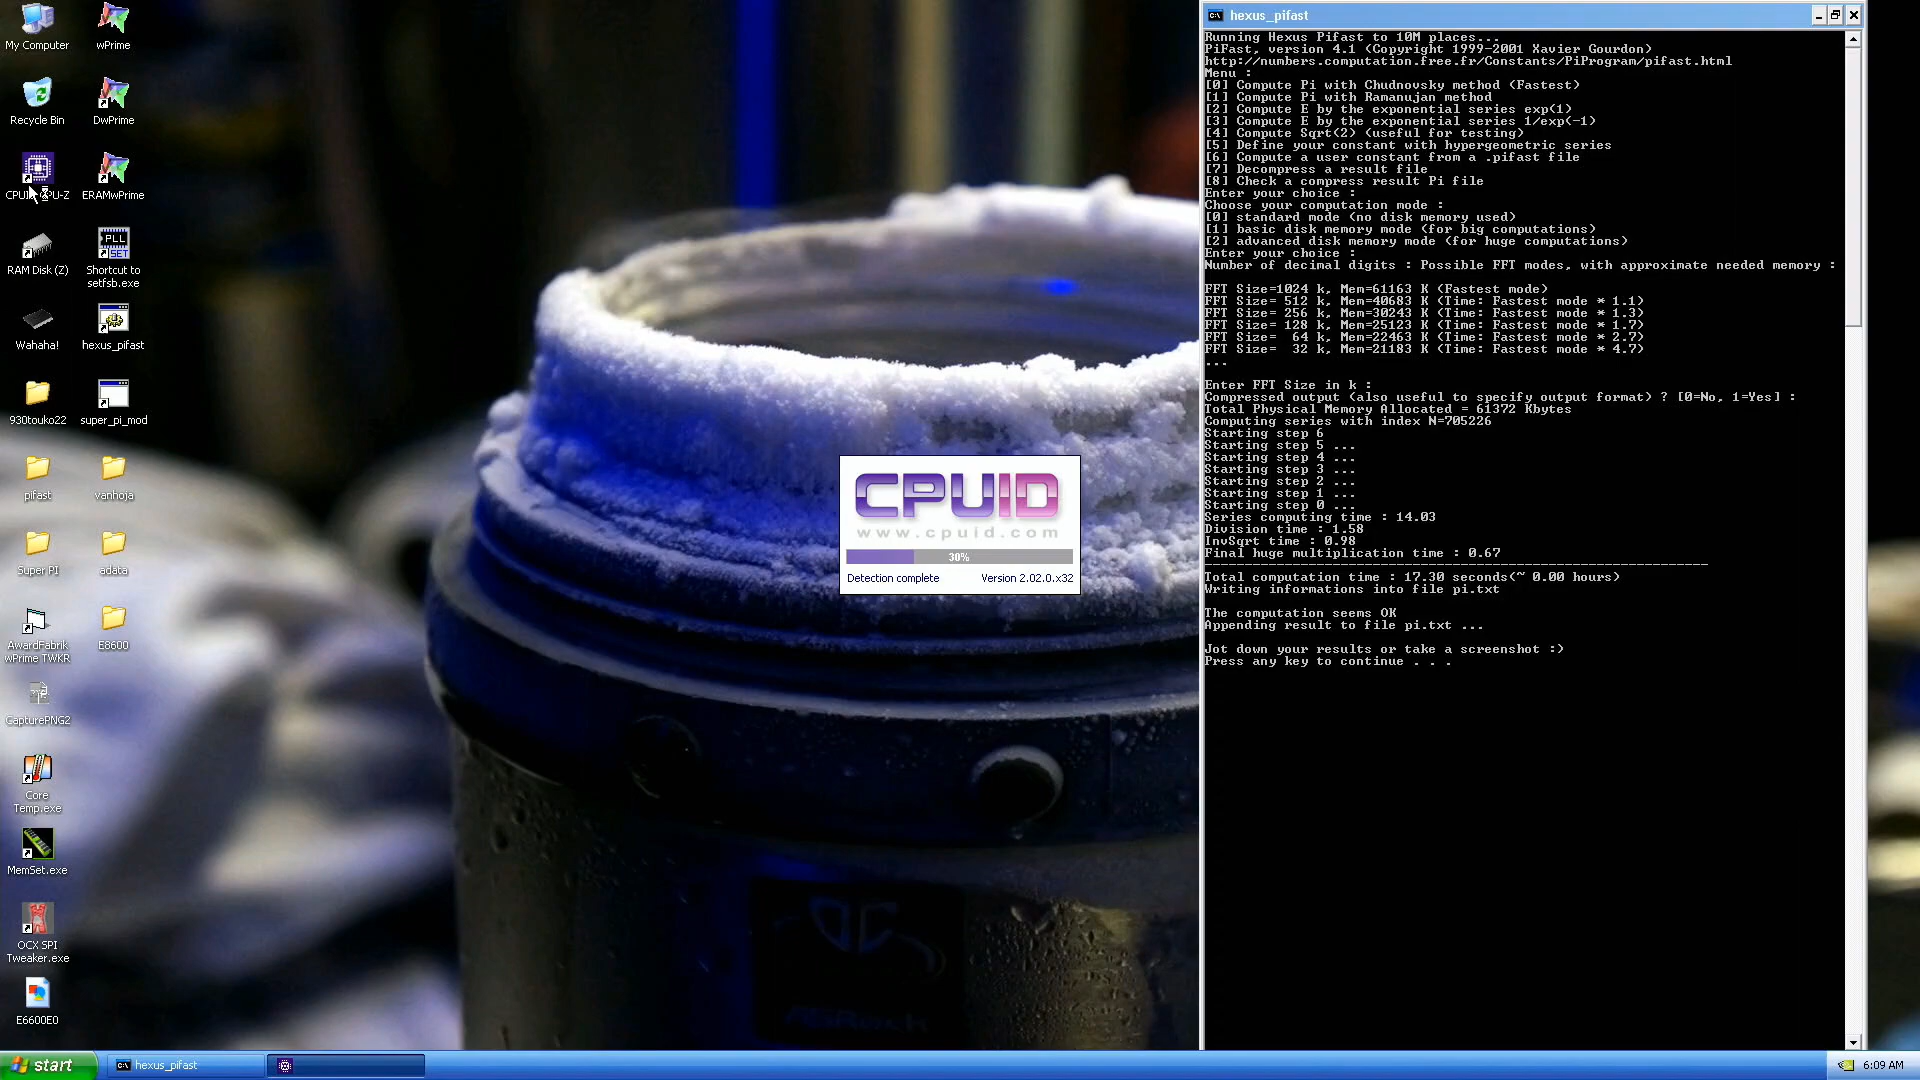 My Computer
wPrime
Recycle Bin
DwPrime
ERAMwPrime
RAM Disk (Z)
PLL
SET
Shortcut to
setfsb.exe
Wahaha!
hexus_pifast
930touko22
super_pi_mod
pifast
vanhoja
Super PI
adata
AwardFabrik
wPrime TWKR
E8600
CapturePNG2
Core
Temp.exe
MemSet.exe
OCX SPI
Tweaker.exe
E6600E0
CPUID
www.cpuid.com
30%
Detection complete
Version 2.02.0.x32
hexus_pifast
Running Hexus Pifast to 10M places...
PiFast, version 4.1 (Copyright 1999-2001 Xavier Gourdon)
http://numbers.computation.free.fr/Constants/PiProgram/pifast.html
Menu :
[0] Compute Pi with Chudnovsky method (Fastest)
[1] Compute Pi with Ramanujan method
[2] Compute E by the exponential series exp(1)
[3] Compute E by the exponential series 1/exp(-1)
[4] Compute Sqrt(2) (useful for testing)
[5] Define your constant with hypergeometric series
[6] Compute a user constant from a .pifast file
[7] Decompress a result file
[8] Check a compress result Pi file
Enter your choice :
Choose your computation mode :
[0] standard mode (no disk memory used)
[1] basic disk memory mode (for big computations)
[2] advanced disk memory mode (for huge computations)
Enter your choice :
Number of decimal digits : Possible FFT modes, with approximate needed memory :
FFT Size=1024 k, Mem=61163 K (Fastest mode)
FFT Size= 512 k, Mem=40683 K (Time: Fastest mode * 1.1)
FFT Size= 256 k, Mem=30243 K (Time: Fastest mode * 1.3)
FFT Size= 128 k, Mem=25123 K (Time: Fastest mode * 1.7)
FFT Size=  64 k, Mem=22463 K (Time: Fastest mode * 2.7)
FFT Size=  32 k, Mem=21183 K (Time: Fastest mode * 4.7)
...
Enter FFT Size in k :
Compressed output (also useful to specify output format) ? [0=No, 1=Yes] :
Total Physical Memory Allocated = 61372 Kbytes
Computing series with index N=705226
Starting step 6
Starting step 5 ...
Starting step 4 ...
Starting step 3 ...
Starting step 2 ...
Starting step 1 ...
Starting step 0 ...
Series computing time : 14.03
Division time : 1.58
InvSqrt time : 0.98
Final huge multiplication time : 0.67
Total computation time : 17.30 seconds(~ 0.00 hours)
Writing informations into file pi.txt
The computation seems OK
Appending result to file pi.txt ...
Jot down your results or take a screenshot :)
Press any key to continue . . .
start
hexus_pifast
6:09 AM